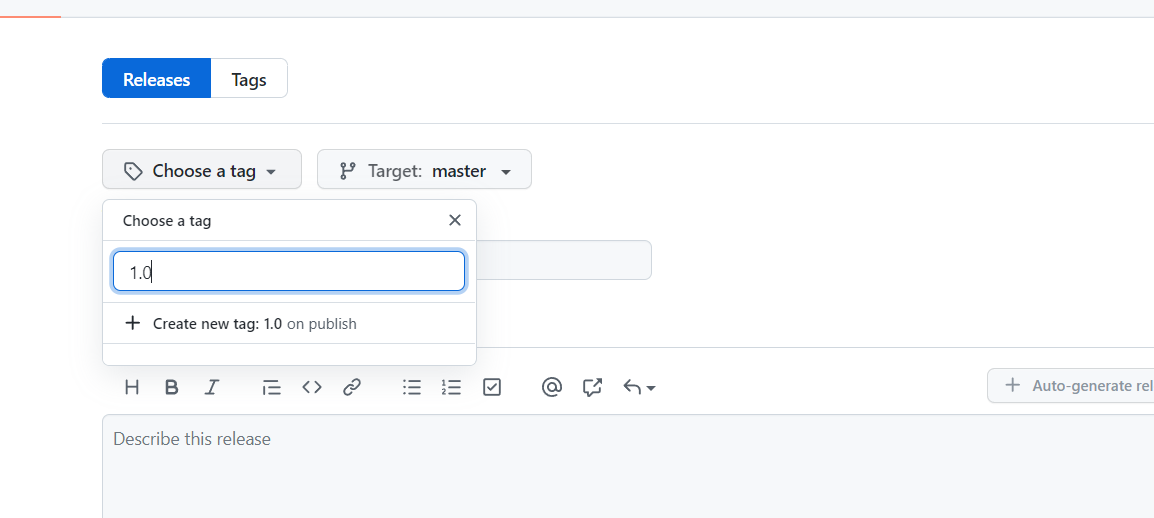 Releases Tags
Choose a tag Target: master
Choose a tag
1.0
Create new tag: 1.0 on publish
H B I
Auto-generate rel
Describe this release